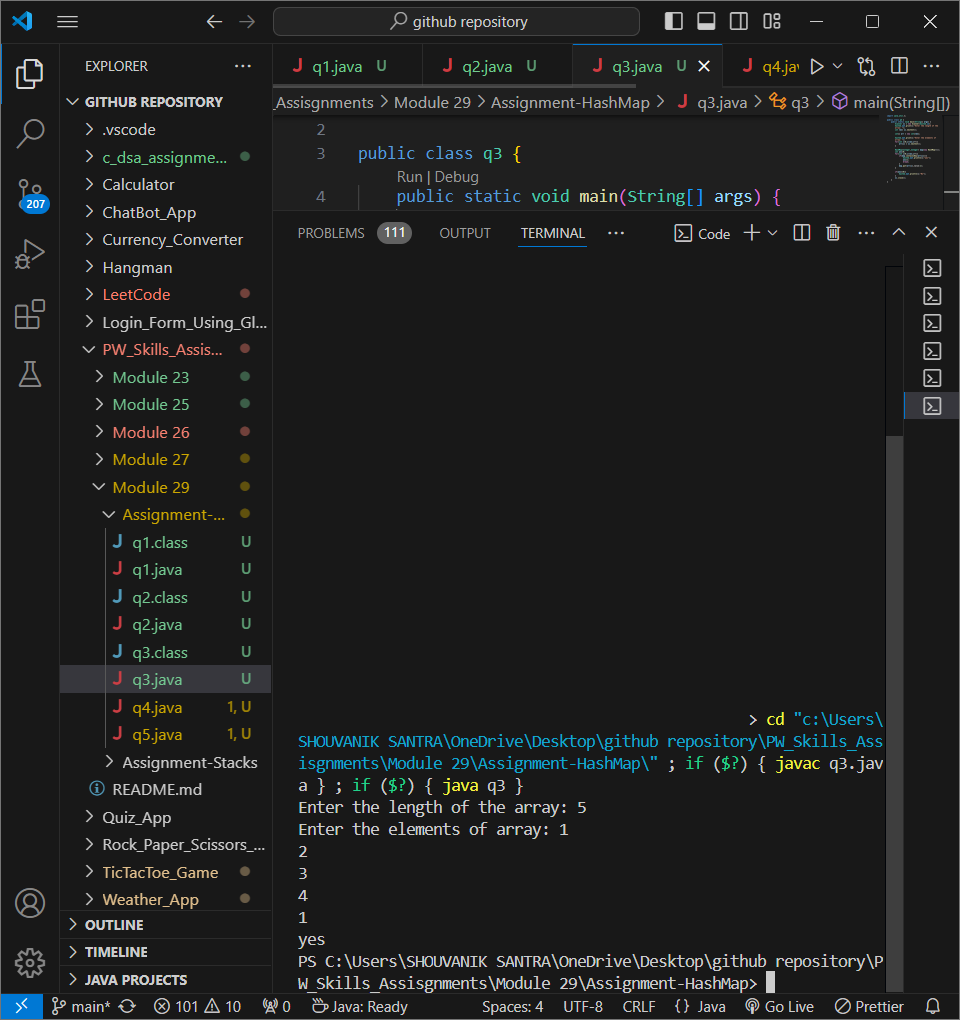 github repository
EXPLORER
GITHUB REPOSITORY
.vscode
c_dsa_assignme...
Calculator
ChatBot_App
Currency_Converter
Hangman
LeetCode
Login_Form_Using_Gl...
PW_Skills_Assis...
Module 23
Module 25
Module 26
Module 27
Module 29
Assignment-...
q1.class U
q1.java U
q2.class U
q2.java U
q3.class U
q3.java U
q4.java 1, U
q5.java 1, U
Assignment-Stacks
README.md
Quiz_App
Rock_Paper_Scissors_...
TicTacToe_Game
Weather_App
OUTLINE
TIMELINE
JAVA PROJECTS
207
q1.java U q2.java U q3.java U q4.jav
_Assisgnments > Module 29 > Assignment-HashMap > q3.java > q3 > main(String[])
2
3 public class q3 {
Run | Debug
4 public static void main(String[] args) {
PROBLEMS 111 OUTPUT TERMINAL Code
> cd "c:\Users\
SHOUVANIK SANTRA\OneDrive\Desktop\github repository\PW_Skills_Ass
isgnments\Module 29\Assignment-HashMap\" ; if ($?) { javac q3.jav
a } ; if ($?) { java q3 }
Enter the length of the array: 5
Enter the elements of array: 1
2
3
4
1
yes
PS C:\Users\SHOUVANIK SANTRA\OneDrive\Desktop\github repository\P
W_Skills_Assisgnments\Module 29\Assignment-HashMap>
main* 101 10 0 Java: Ready Spaces: 4 UTF-8 CRLF {} Java Go Live Prettier